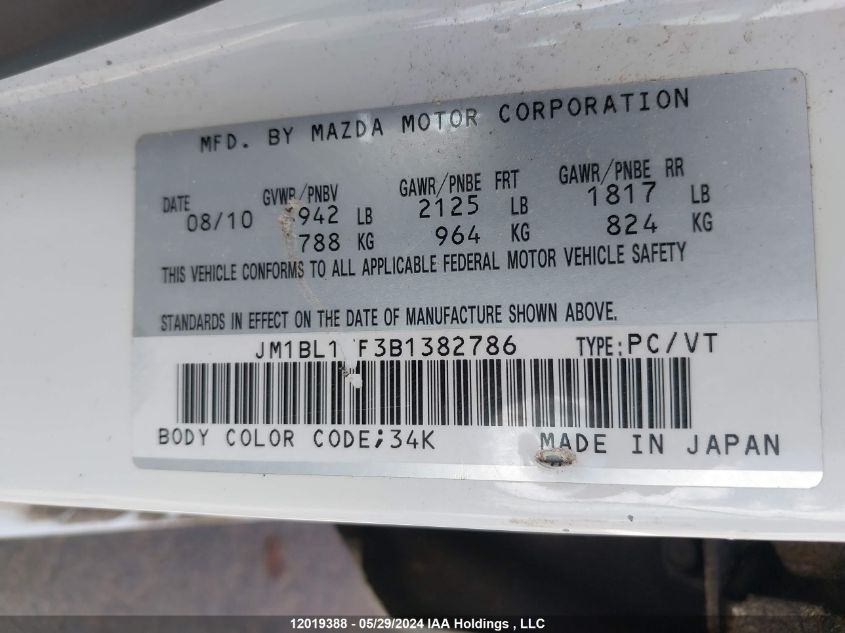 MFD. BY MAZDA MOTOR CORPORATION
DATE GVWR/PNBV GAWR/PNBE FRT GAWR/PNBE RR
08/10 942 LB 2125 LB 1817 LB
788 KG 964 KG 824 KG
THIS VEHICLE CONFORMS TO ALL APPLICABLE FEDERAL MOTOR VEHICLE SAFETY
STANDARDS IN EFFECT ON THE DATE OF MANUFACTURE SHOWN ABOVE.
JM1BL1 F3B1382786 TYPE:PC/VT
BODY COLOR CODE;34K MADE IN JAPAN
12019388 - 05/29/2024 IAA Holdings , LLC